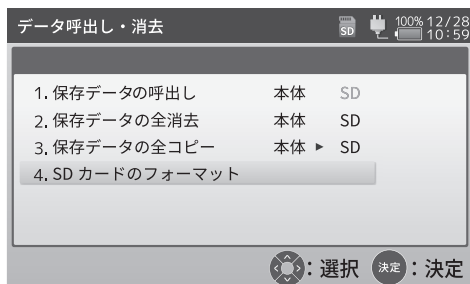 データ呼出し・消去 SD 100% 12/28
10:59
1. 保存データの呼出し 本体 SD
2. 保存データの全消去 本体 SD
3. 保存データの全コピー 本体 ▶ SD
4. SD カードのフォーマット
：選択 決定：決定